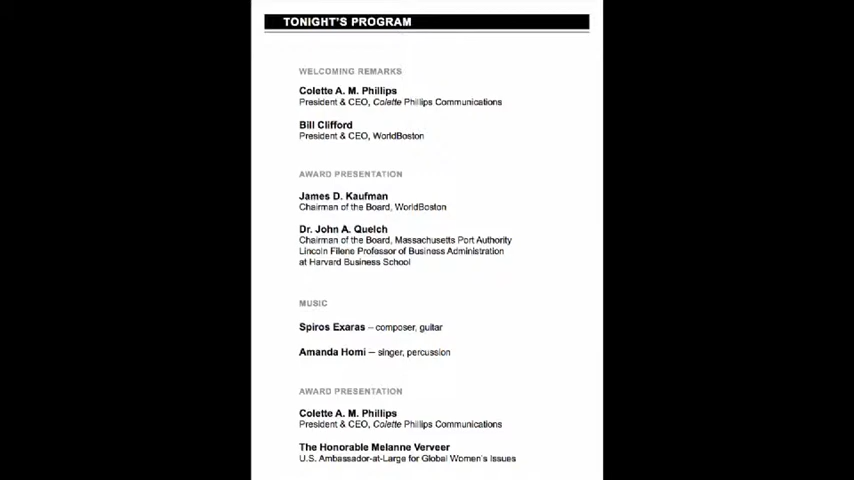 TONIGHT'S PROGRAM
WELCOMING REMARKS
Colette A. M. Phillips
President & CEO, Colette Phillips Communications
Bill Clifford
President & CEO, WorldBoston
AWARD PRESENTATION
James D. Kaufman
Chairman of the Board, WorldBoston
Dr. John A. Quelch
Chairman of the Board, Massachusetts Port Authority
Lincoln Filene Professor of Business Administration
at Harvard Business School
MUSIC
Spiros Exaras – composer, guitar
Amanda Homi — singer, percussion
AWARD PRESENTATION
Colette A. M. Phillips
President & CEO, Colette Phillips Communications
The Honorable Melanne Verveer
U.S. Ambassador-at-Large for Global Women's Issues